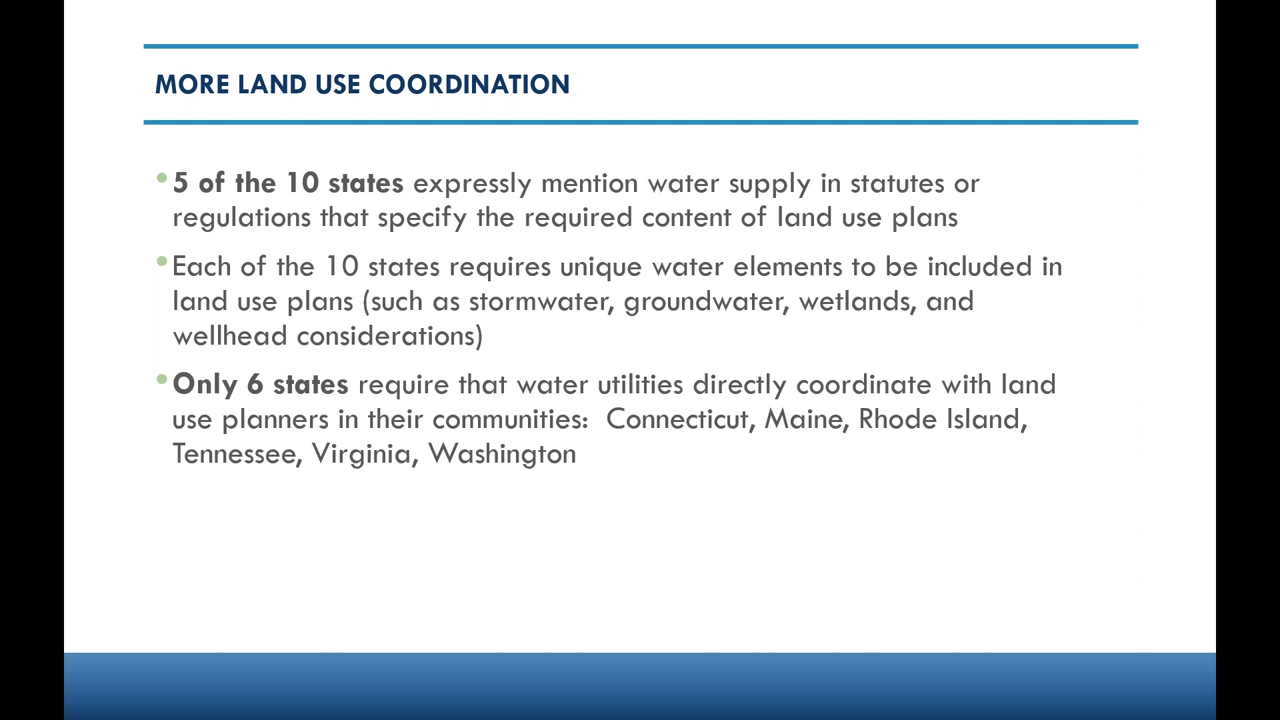 MORE LAND USE COORDINATION
•5 of the 10 states expressly mention water supply in statutes or
regulations that specify the required content of land use plans
•Each of the 10 states requires unique water elements to be included in
land use plans (such as stormwater, groundwater, wetlands, and
wellhead considerations)
•Only 6 states require that water utilities directly coordinate with land
use planners in their communities:  Connecticut, Maine, Rhode Island,
Tennessee, Virginia, Washington